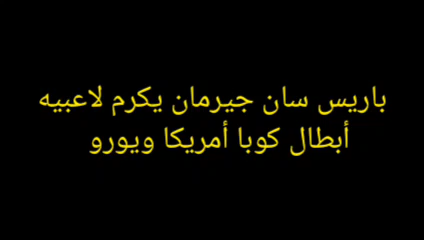 باريس سان جيرمان يكرم لاعبيه
أبطال كوبا أمريكا ويورو